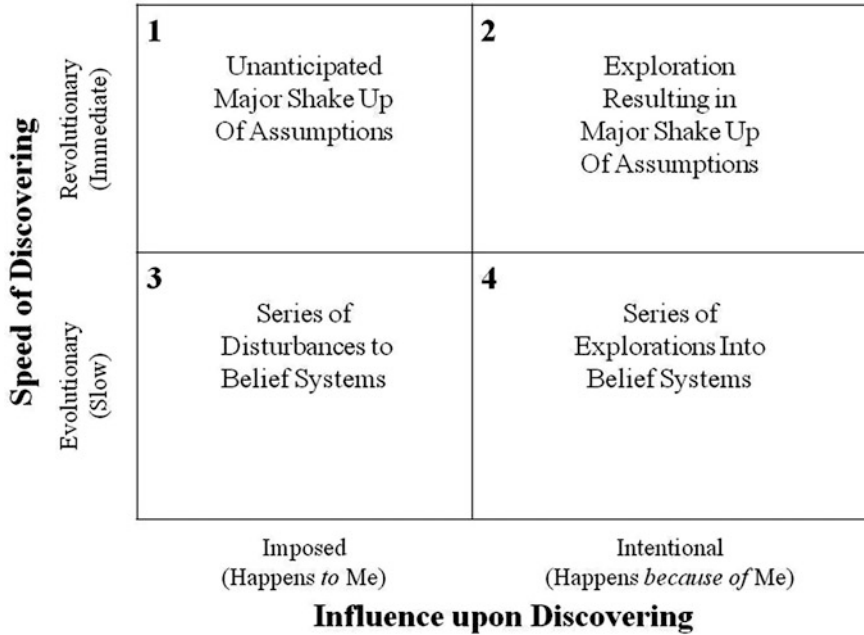 1
Unanticipated
Major Shake Up
Of Assumptions
2
Exploration
Resulting in
Major Shake Up
Of Assumptions
3
Series of
Disturbances to
Belief Systems
4
Series of
Explorations Into
Belief Systems
Speed of Discovering
Revolutionary
(Immediate)
Evolutionary
(Slow)
Imposed
(Happens to Me)
Intentional
(Happens because of Me)
Influence upon Discovering